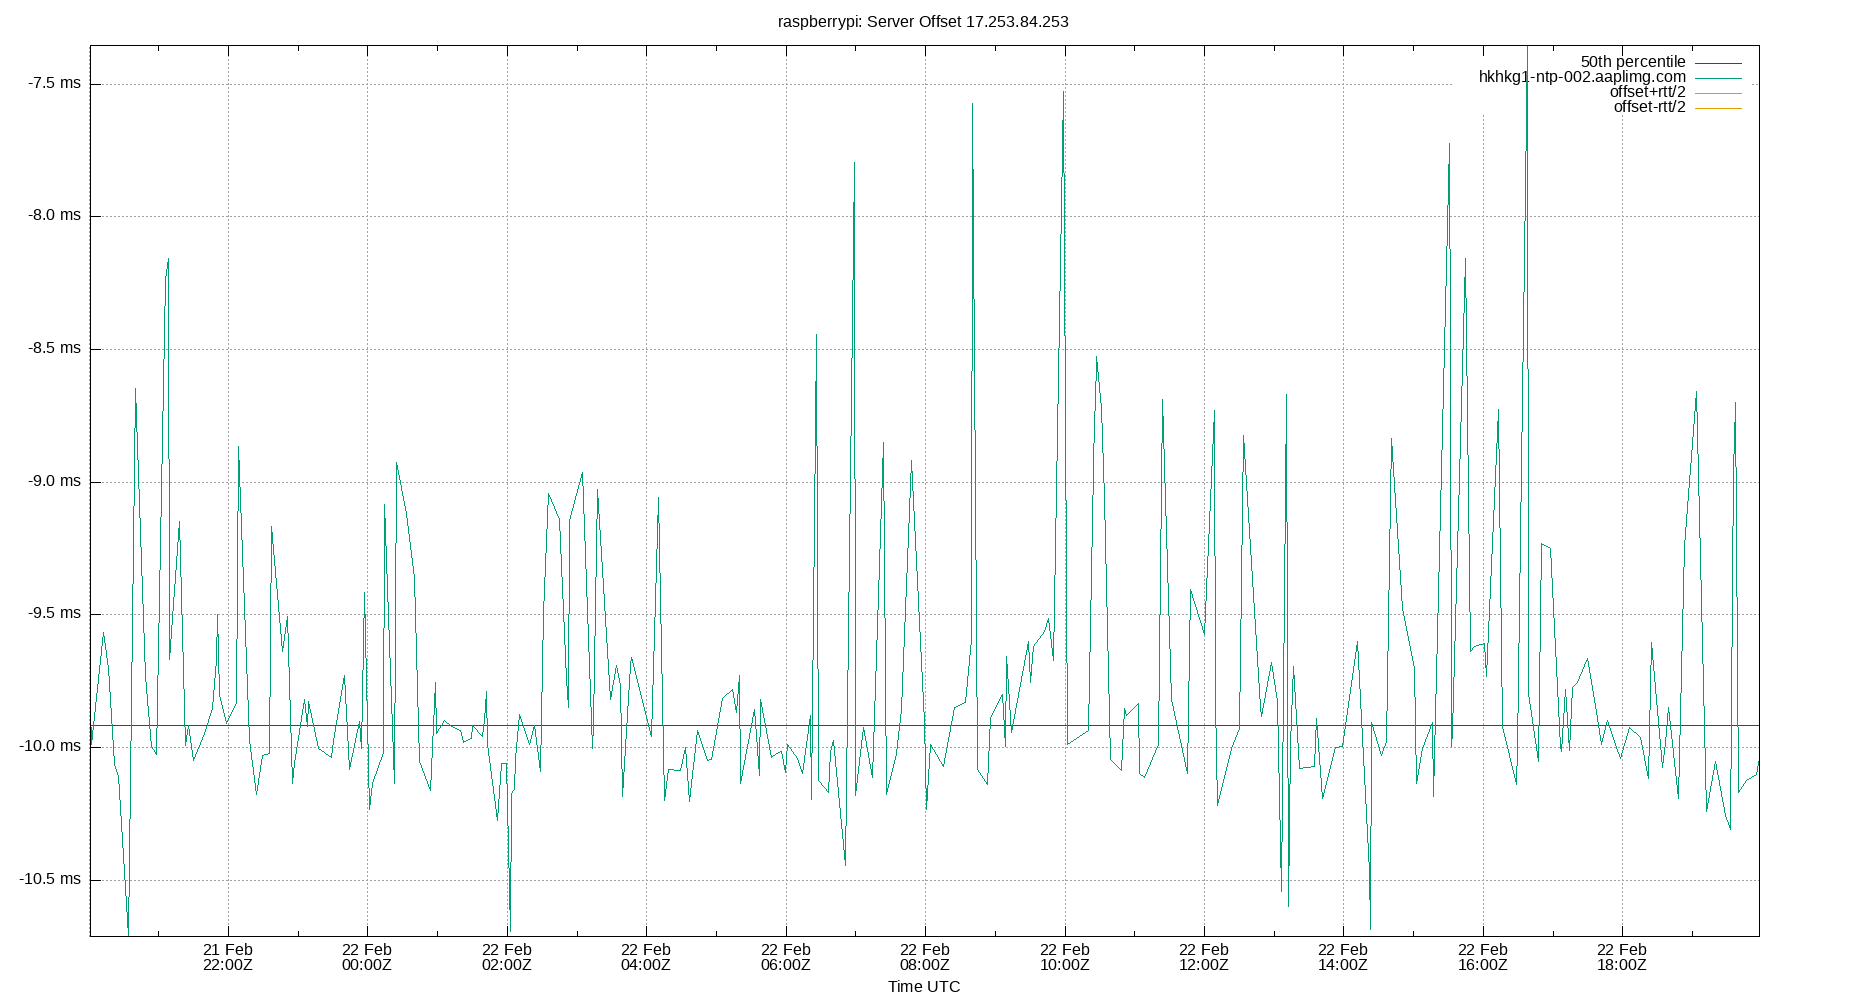 raspberrypi: Server Offset 17.253.84.253
50th percentile
hkhkg1-ntp-002.aaplimg.com
offset+rtt/2
offset-rtt/2
-7.5 ms
-8.0 ms
-8.5 ms
-9.0 ms
-9.5 ms
-10.0 ms
-10.5 ms
21 Feb 22 Feb 22 Feb 22 Feb 22 Feb 22 Feb 22 Feb 22 Feb 22 Feb 22 Feb 22 Feb
22:00Z 00:00Z 02:00Z 04:00Z 06:00Z 08:00Z 10:00Z 12:00Z 14:00Z 16:00Z 18:00Z
Time UTC